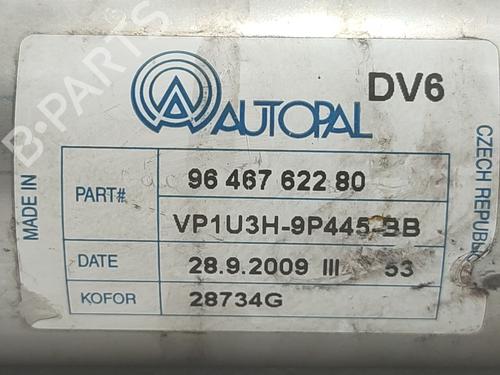 B-PARTS
AUTOPAL
DV6
MADE IN
CZECH REPUBLIC
PART# 96 467 622 80
VP1U3H-9P445-BB
DATE 28.9.2009 III 53
KOFOR 28734G